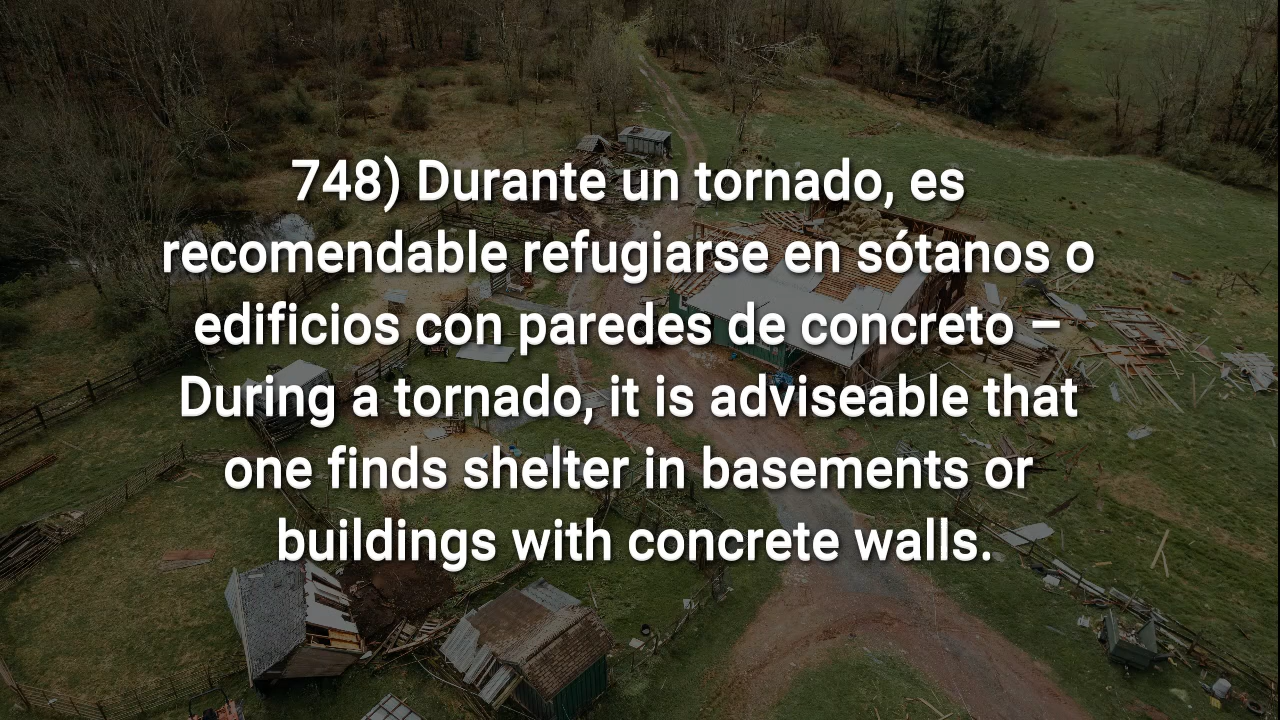 748) Durante un tornado, es
recomendable refugiarse en sótanos o
edificios con paredes de concreto –
During a tornado, it is adviseable that
one finds shelter in basements or
buildings with concrete walls.